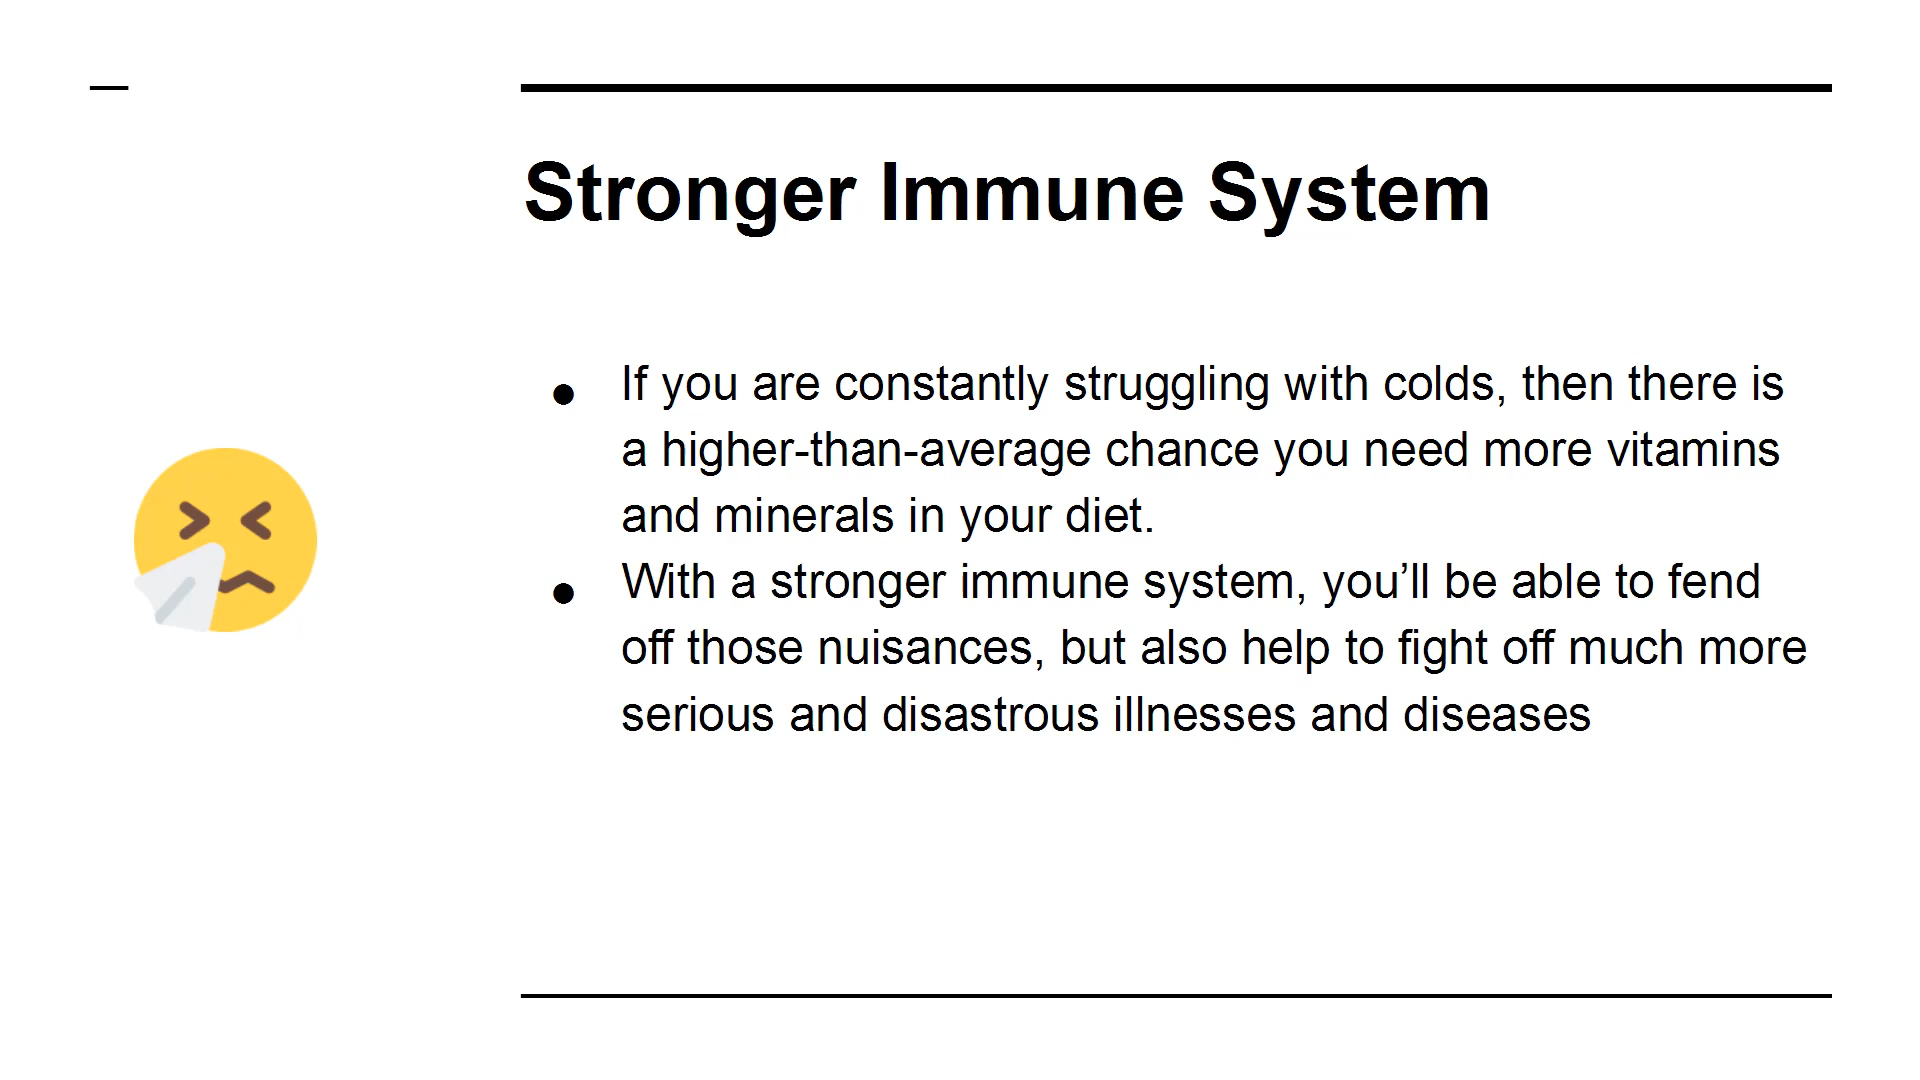 Stronger Immune System
● If you are constantly struggling with colds, then there is
a higher-than-average chance you need more vitamins
and minerals in your diet.
● With a stronger immune system, you’ll be able to fend
off those nuisances, but also help to fight off much more
serious and disastrous illnesses and diseases